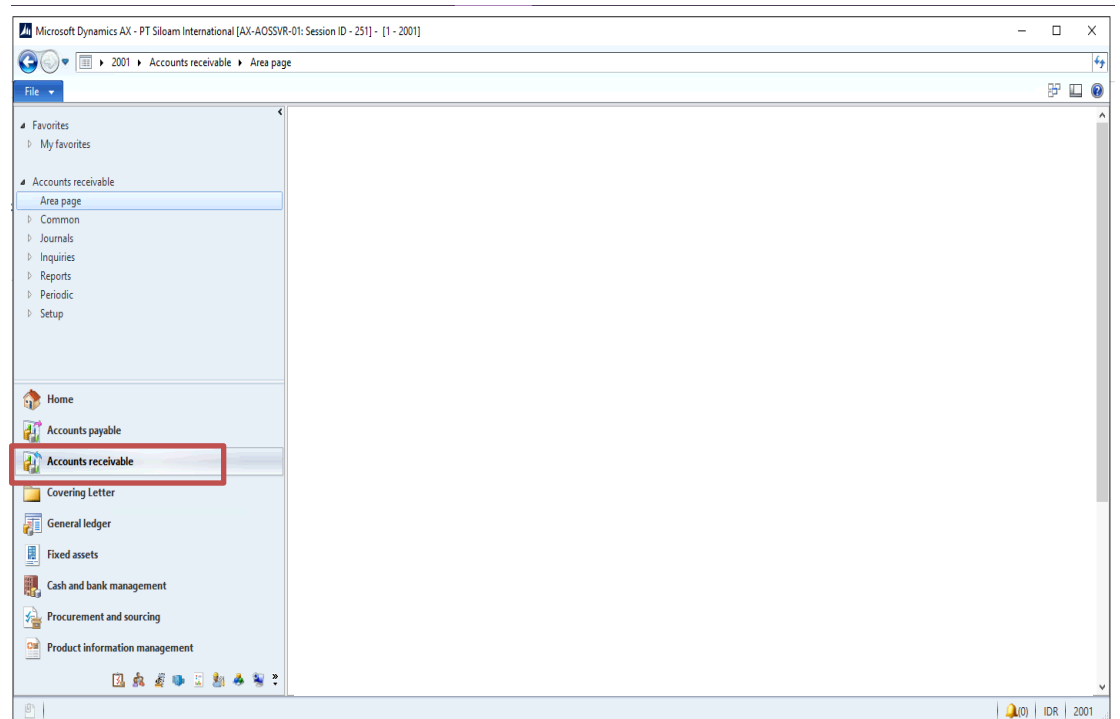 Microsoft Dynamics AX - PT Siloam International [AX-AOSSVR-01: Session ID - 251] - [1 - 2001]
2001 Accounts receivable Area page
File
Favorites
My favorites
Accounts receivable
Area page
Common
Journals
Inquiries
Reports
Periodic
Setup
Home
Accounts payable
Accounts receivable
Covering Letter
General ledger
Fixed assets
Cash and bank management
Procurement and sourcing
Product information management
(0) IDR 2001